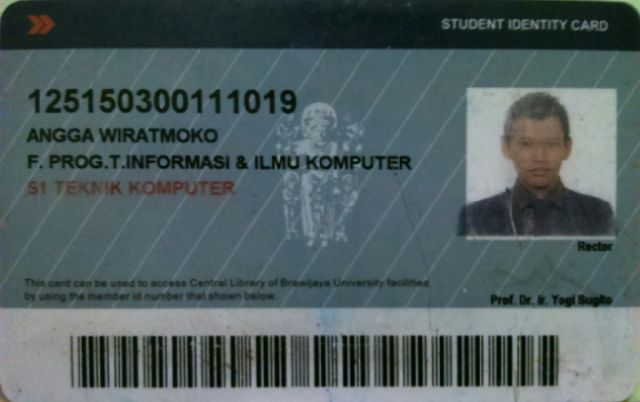 STUDENT IDENTITY CARD
125150300111019
ANGGA WIRATMOKO
F. PROG.T.INFORMASI & ILMU KOMPUTER
S1 TEKNIK KOMPUTER
Rector
This card can be used to access Central Library of Brawijaya University facilities
by using the member id number that shown below.
Prof. Dr. Ir. Yogi Sugito